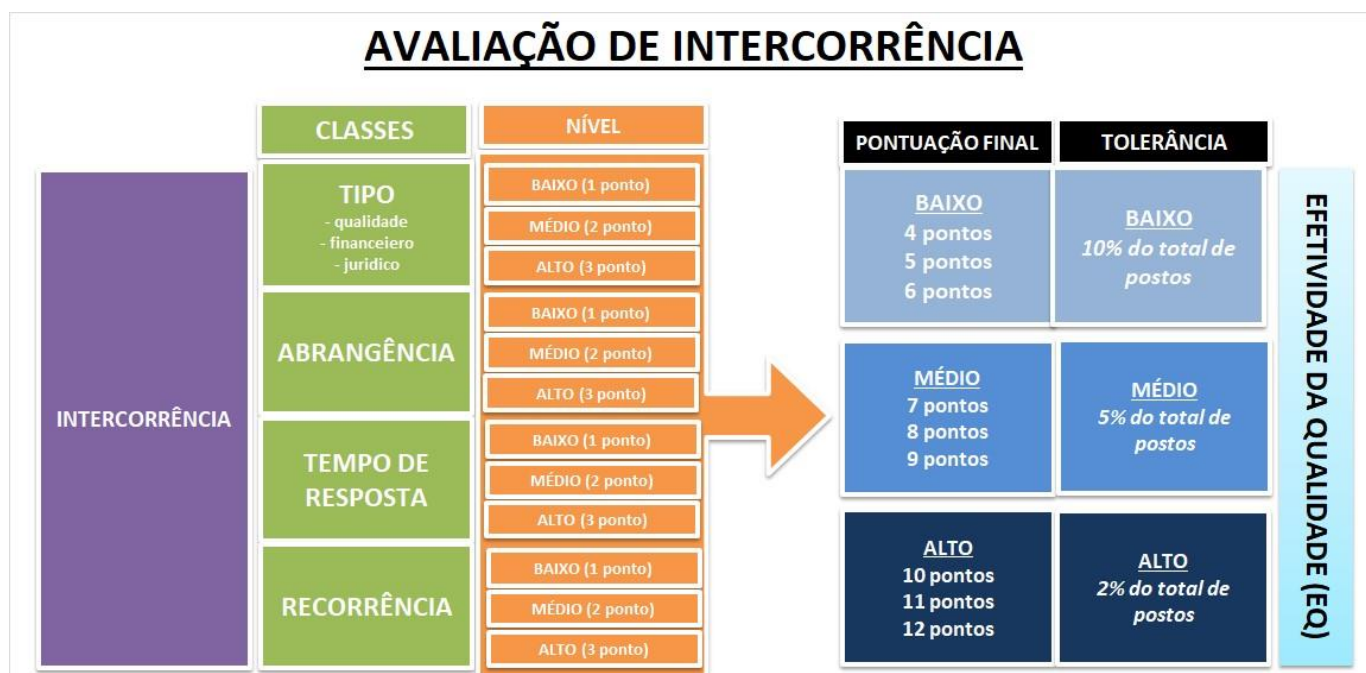 AVALIAÇÃO DE INTERCORRÊNCIA
CLASSES
NÍVEL
INTERCORRÊNCIA
TIPO
- qualidade
- financeiero
- juridico
BAIXO (1 ponto)
MÉDIO (2 ponto)
ALTO (3 ponto)
ABRANGÊNCIA
BAIXO (1 ponto)
MÉDIO (2 ponto)
ALTO (3 ponto)
TEMPO DE
RESPOSTA
BAIXO (1 ponto)
MÉDIO (2 ponto)
ALTO (3 ponto)
RECORRÊNCIA
BAIXO (1 ponto)
MÉDIO (2 ponto)
ALTO (3 ponto)
PONTUAÇÃO FINAL
TOLERÂNCIA
BAIXO
4 pontos
5 pontos
6 pontos
BAIXO
10% do total de
postos
MÉDIO
7 pontos
8 pontos
9 pontos
MÉDIO
5% do total de
postos
ALTO
10 pontos
11 pontos
12 pontos
ALTO
2% do total de
postos
EFETIVIDADE DA QUALIDADE (EQ)